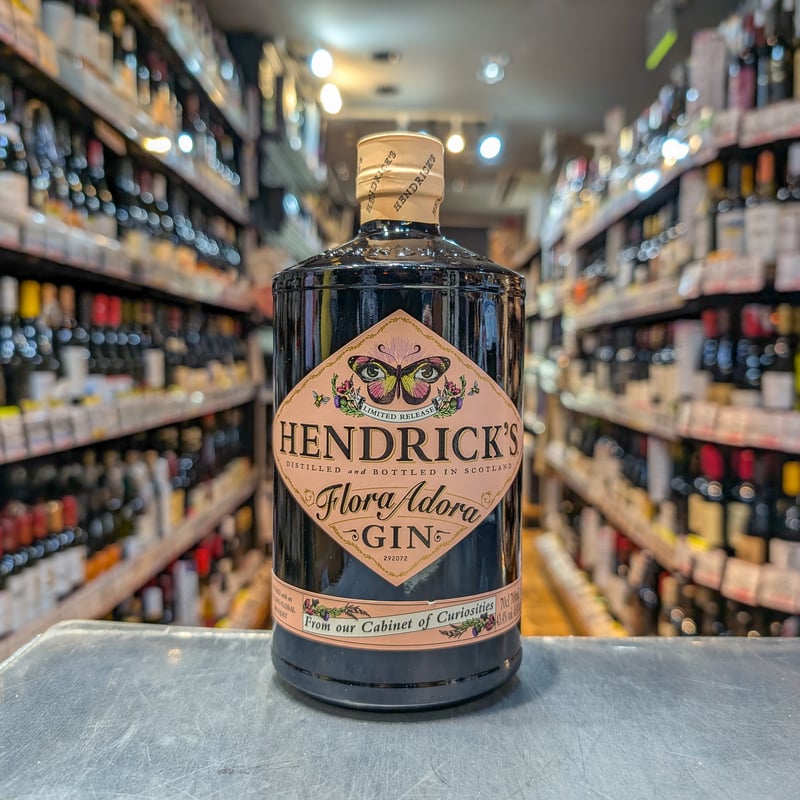 HENDRICK'S
HENDRICK'S
LIMITED RELEASE
HENDRICK'S
DISTILLED and BOTTLED IN SCOTLAND
Flora Adora
GIN
292072
From our Cabinet of Curiosities
70cl